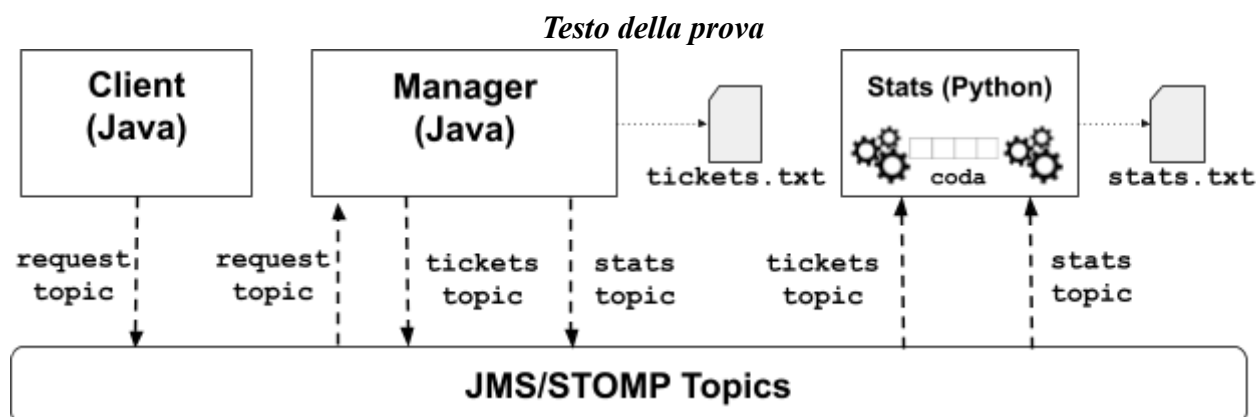 Testo della prova
Client
(Java)
Manager
(Java)
tickets.txt
Stats (Python)
coda
stats.txt
request
topic
request
topic
tickets
topic
stats
topic
tickets
topic
stats
topic
JMS/STOMP Topics